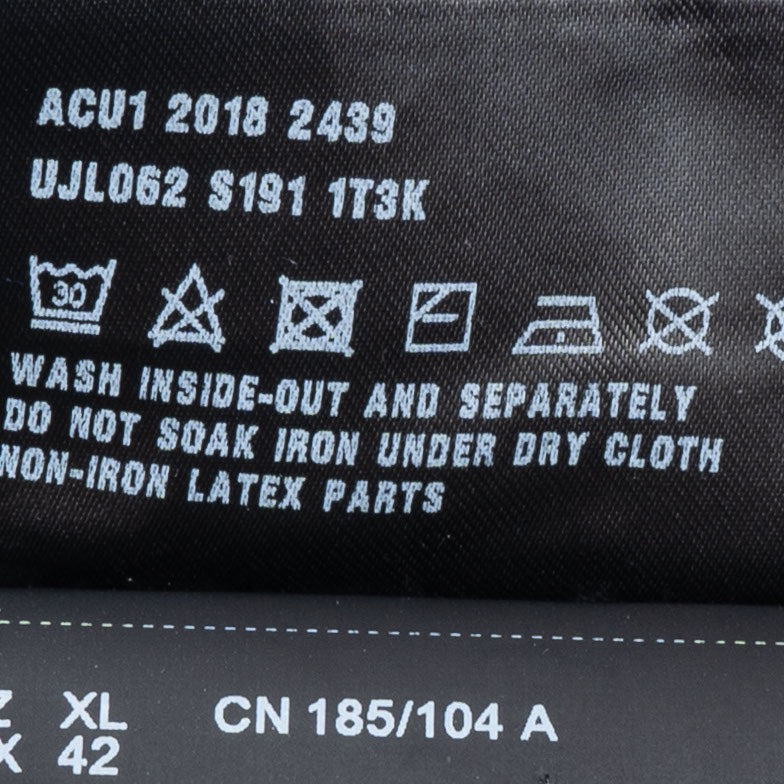 ACU1 2018 2439
UJL062 S191 1T3K
30
WASH INSIDE-OUT AND SEPARATELY
DO NOT SOAK IRON UNDER DRY CLOTH
NON-IRON LATEX PARTS
XL CN 185/104 A
42